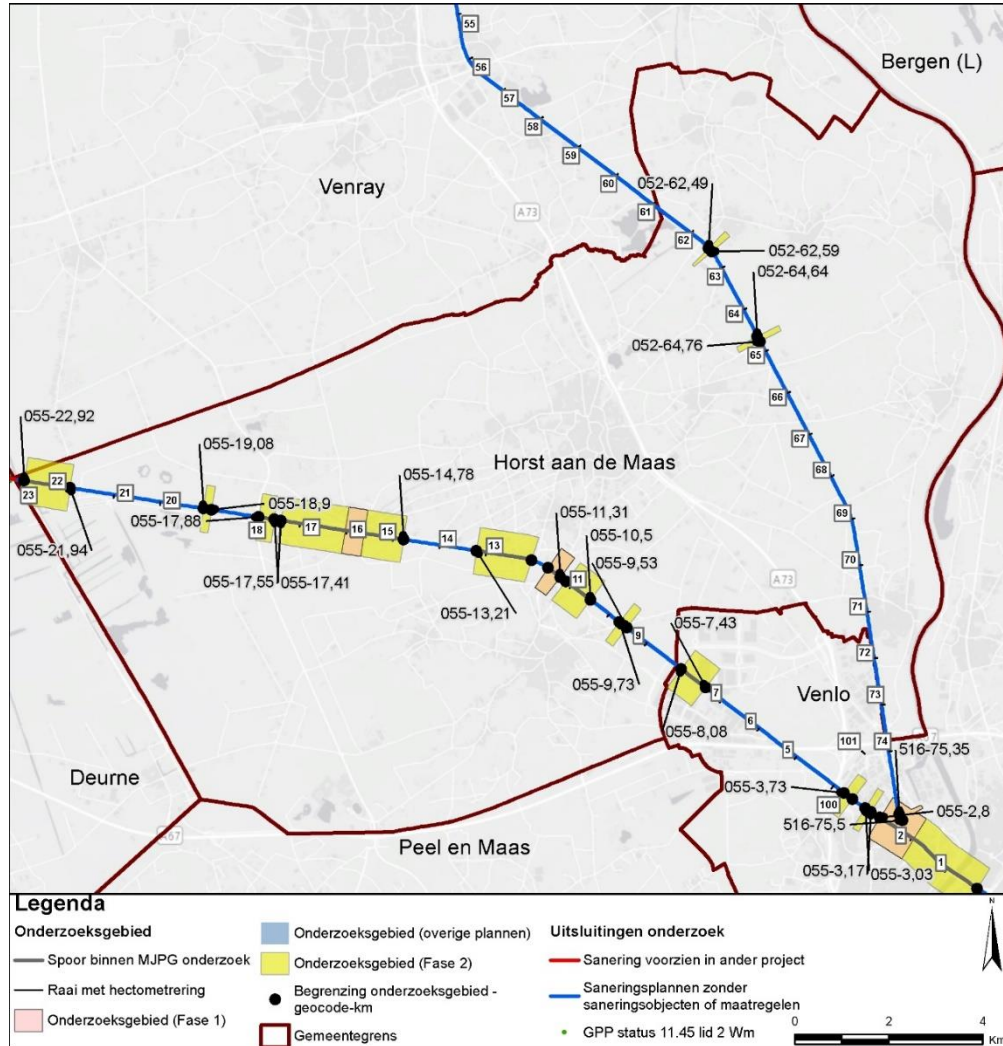 55
Bergen (L)
56
57
58
59
052-62,49
Venray
60
A73
61
62
052-62,59
63
052-64,64
64
052-64,76
65
66
055-22,92
67
055-19,08
Horst aan de Maas
055-14,78
68
22
23
21
20
055-18,9
69
055-17,88
18
17
16
15
055-11,31
14
13
055-10,5
70
055-21,94
11
055-9,53
A73
055-17,55
055-17,41
71
055-13,21
9
055-7,43
72
055-9,73
7
Venlo
73
6
055-8,08
101
74
5
516-75,35
Deurne
055-3,73
100
055-2,8
516-75,5
2
Peel en Maas
1
055-3,17
055-3,03
Legenda
Onderzoeksgebied
Spoor binnen MJPG onderzoek
Raai met hectometrering
Onderzoeksgebied (Fase 1)
Onderzoeksgebied (overige plannen)
Onderzoeksgebied (Fase 2)
Begrenzing onderzoeksgebied -
geocode-km
Gemeentegrens
Uitsluitingen onderzoek
Sanering voorzien in ander project
Saneringsplannen zonder
saneringsobjecten of maatregelen
GPP status 11.45 lid 2 Wm
N
0 2 4
Km